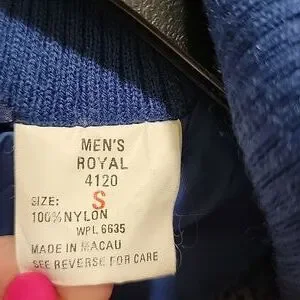 MEN'S
ROYAL
4120
SIZE: S
100% NYLON
WPL 6635
MADE IN MACAU
SEE REVERSE FOR CARE